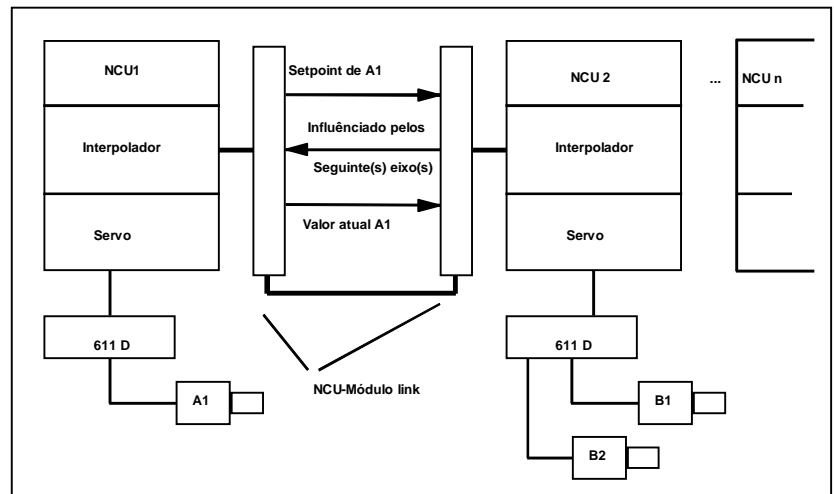 NCU1
Setpoint de A1
NCU 2
...
NCU n
Influênciado pelos
Interpolador
Interpolador
Seguinte(s) eixo(s)
Servo
Valor atual A1
Servo
611 D
611 D
NCU-Módulo link
A1
B1
B2